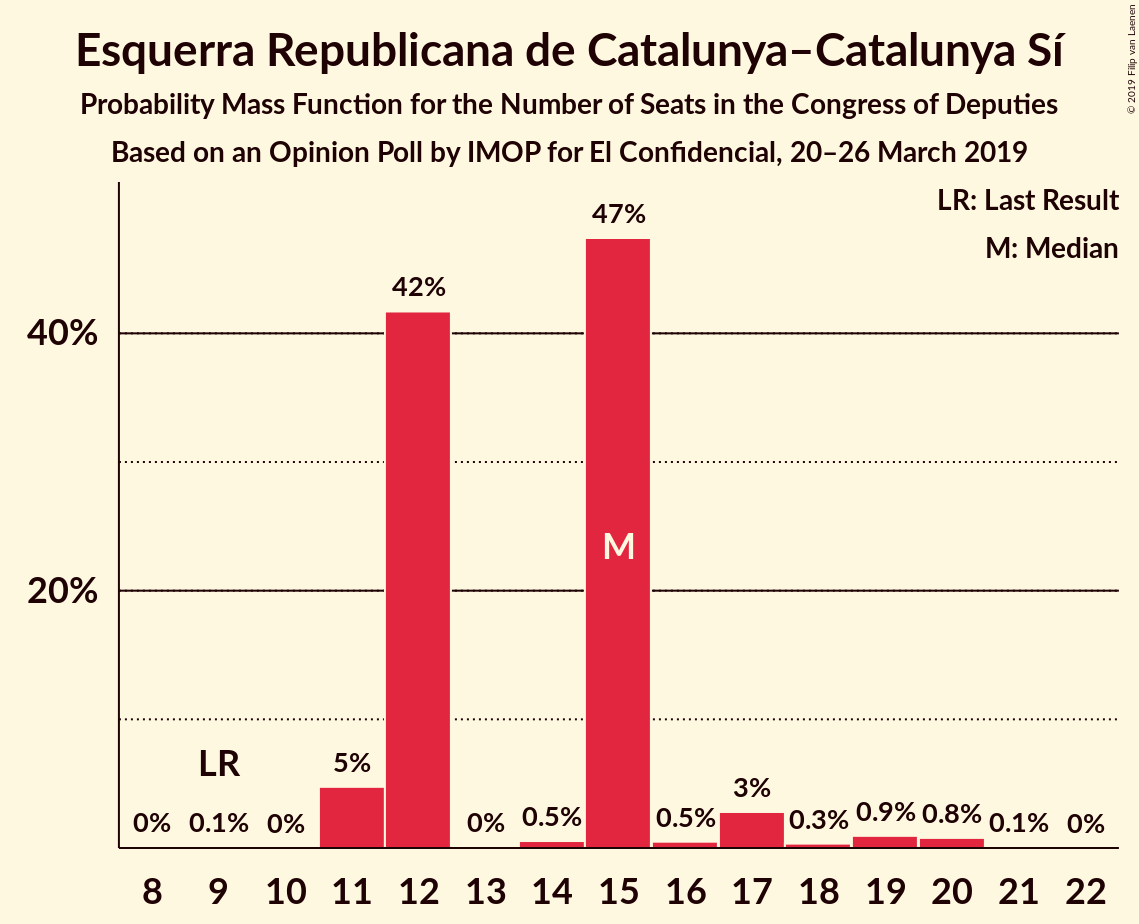 Esquerra Republicana de Catalunya–Catalunya Sí
Probability Mass Function for the Number of Seats in the Congress of Deputies
Based on an Opinion Poll by IMOP for El Confidencial, 20–26 March 2019
© 2019 Filip van Laenen
LR: Last Result
M: Median
47%
42%
40%
M
20%
LR
5%
3%
0% 0.1% 0% 0% 0.5% 0.5% 0.3% 0.9% 0.8% 0.1% 0%
8 9 10 11 12 13 14 15 16 17 18 19 20 21 22